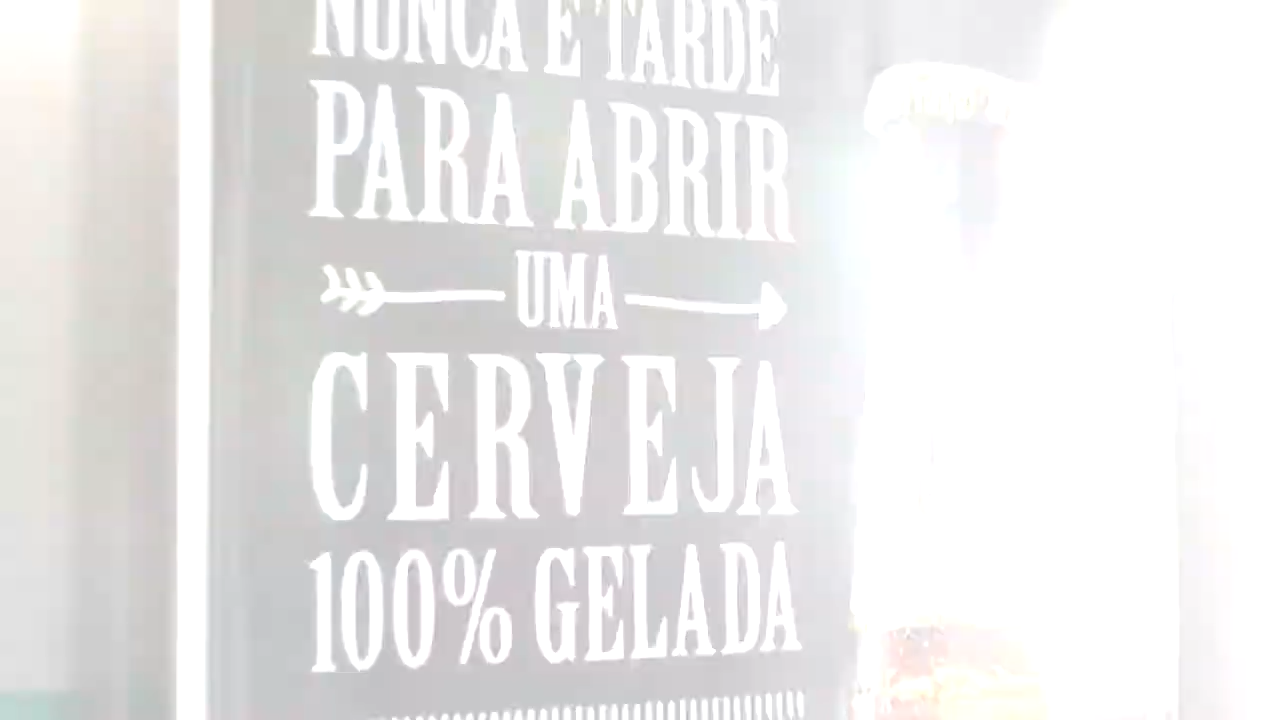 NUNCA É TARDE
PARA ABRIR
UMA
CERVEJA
100% GELADA